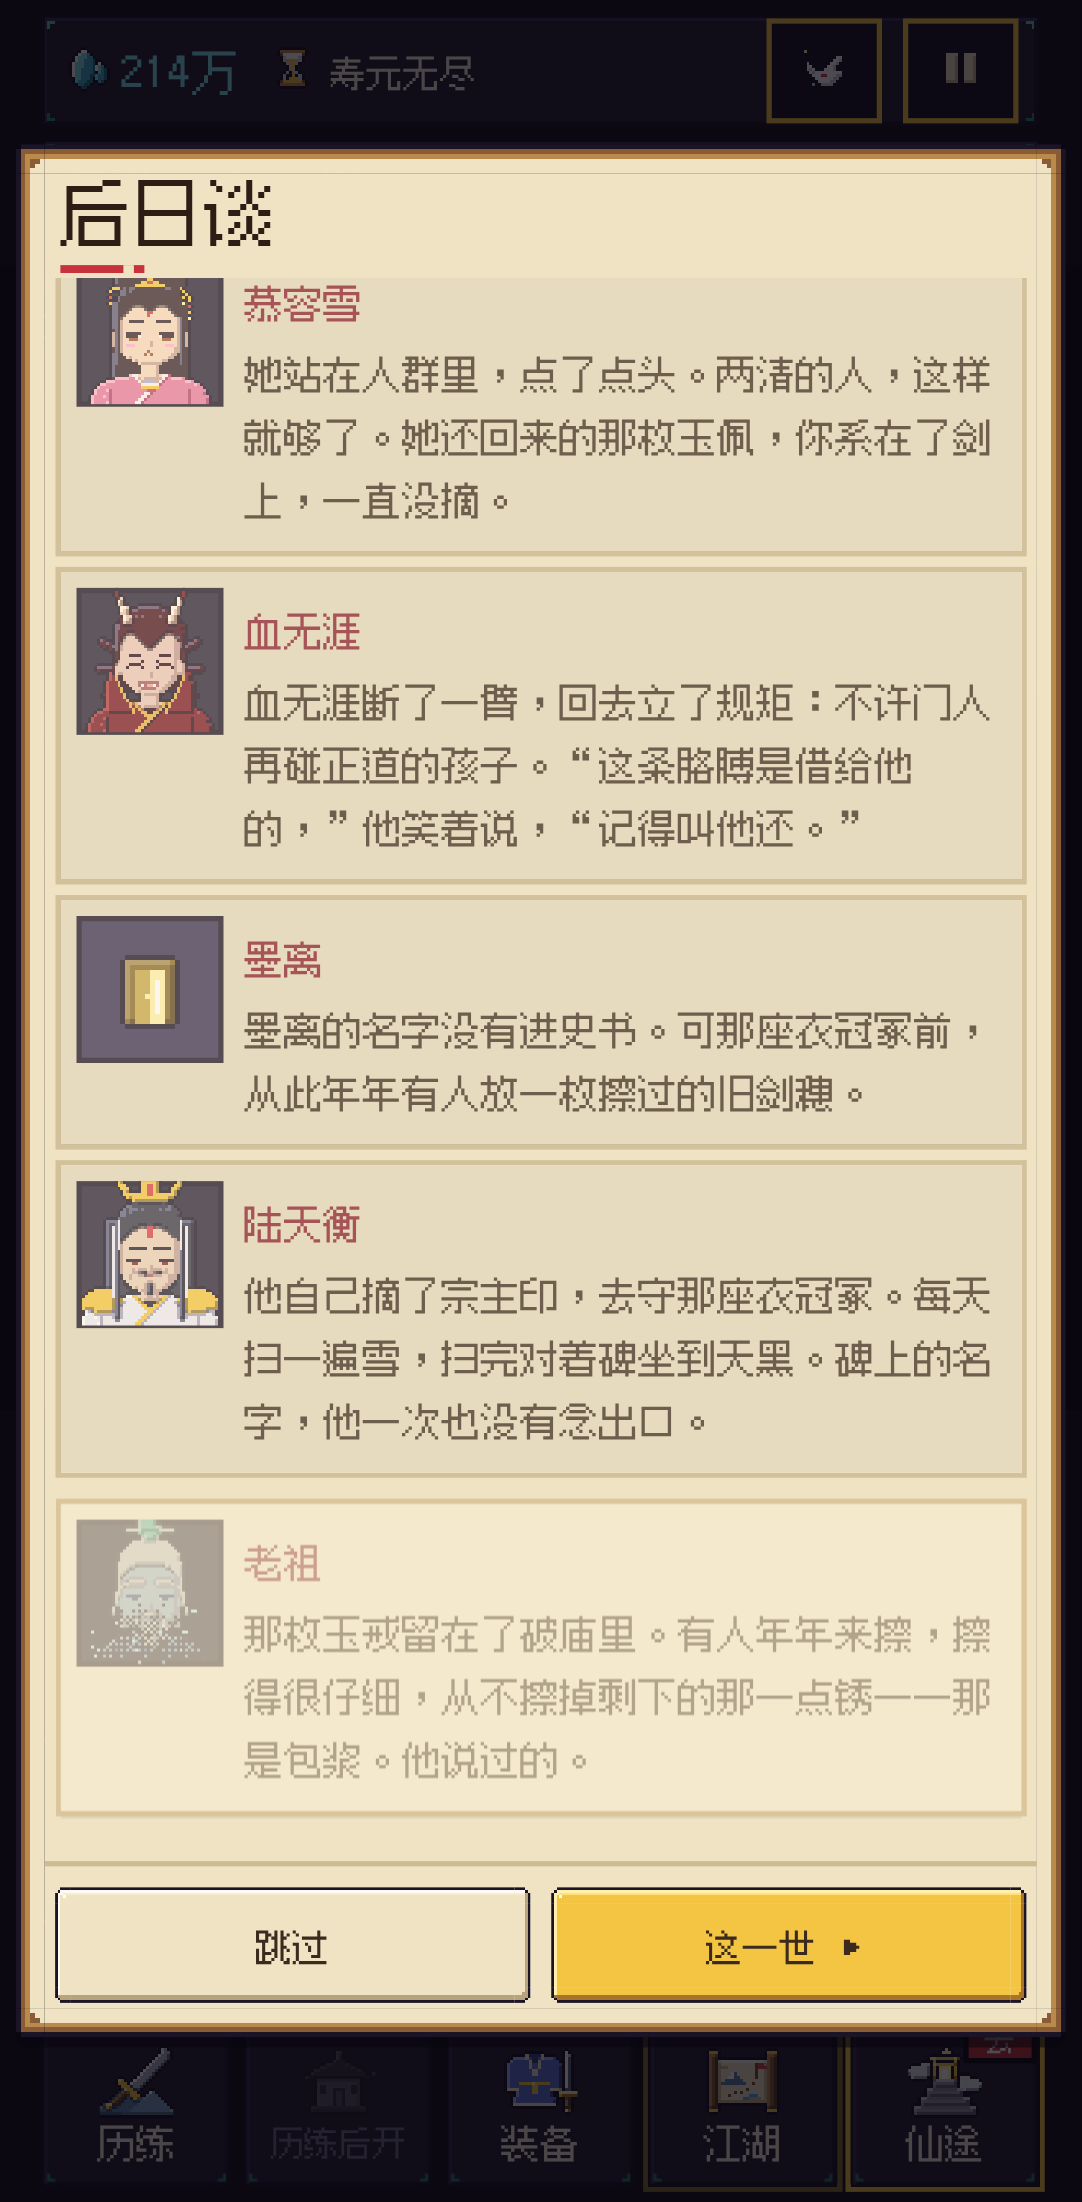 214万
寿元无尽
后日谈
慕容雪
她站在人群里，点了点头。两清的人，这样
就够了。她还回来的那枚玉佩，你系在了剑
上，一直没摘。
血无涯
血无涯断了一臂，回去立了规矩：不许门人
再碰正道的孩子。“这条胳膊是借给他
的，”他笑着说，“记得叫他还。”
墨离
墨离的名字没有进史书。可那座衣冠冢前，
从此年年有人放一枚擦过的旧剑穗。
陆天衡
他自己摘了宗主印，去守那座衣冠冢。每天
扫一遍雪，扫完对着碑坐到天黑。碑上的名
字，他一次也没有念出口。
老祖
那枚玉戒留在了破庙里。有人年年来擦，擦
得很仔细，从不擦掉剩下的那一点锈——那
是包浆。他说过的。
跳过
这一世
历练
历练后开
装备
江湖
仙途